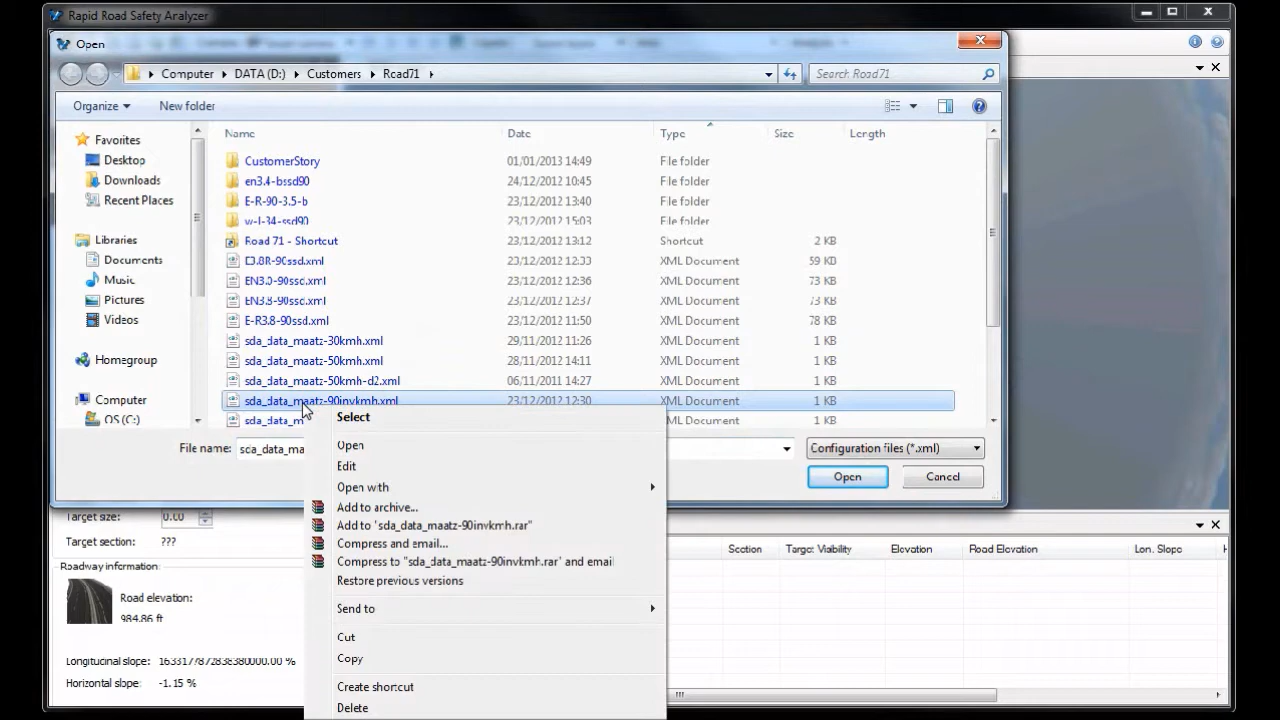 Rapid Road Safety Analyzer
Open
Computer DATA (D:) Customers Road71
Search Road71
Organize New folder
Name Date Type Size Length
Favorites
Desktop
Downloads
Recent Places
Libraries
Documents
Music
Pictures
Videos
Homegroup
Computer
OS (C:)
CustomerStory 01/01/2013 14:49 File folder
en3.4-bssd90 24/12/2012 10:45 File folder
E-R-90-3.5-b 23/12/2012 13:40 File folder
w-l-34-ssd90 23/12/2012 15:03 File folder
Road 71 - Shortcut 23/12/2012 13:12 Shortcut 2 KB
E3.8R-90ssd.xml 23/12/2012 12:33 XML Document 59 KB
EN3.0-90ssd.xml 23/12/2012 12:36 XML Document 73 KB
EN3.8-90ssd.xml 23/12/2012 12:37 XML Document 73 KB
E-R3.8-90ssd.xml 23/12/2012 11:50 XML Document 78 KB
sda_data_maatz-30kmh.xml 29/11/2012 11:26 XML Document 1 KB
sda_data_maatz-50kmh.xml 28/11/2012 14:11 XML Document 1 KB
sda_data_maatz-50kmh-d2.xml 06/11/2011 14:27 XML Document 1 KB
sda_data_maatz-90invkmh.xml 23/12/2012 12:30 XML Document 1 KB
sda_data_m XML Document 1 KB
File name: sda_data_maa
Configuration files (*.xml)
Open Cancel
Select
Open
Edit
Open with
Add to archive...
Add to "sda_data_maatz-90invkmh.rar"
Compress and email...
Compress to "sda_data_maatz-90invkmh.rar" and email
Restore previous versions
Send to
Cut
Copy
Create shortcut
Delete
Target size: 0.00
Target section: ???
Roadway information:
Road elevation:
984.86 ft
Longitudinal slope: 1633177872838380000.00 %
Horizontal slope: -1.15 %
Section Target Viability Elevation Road Elevation Lon. Slope